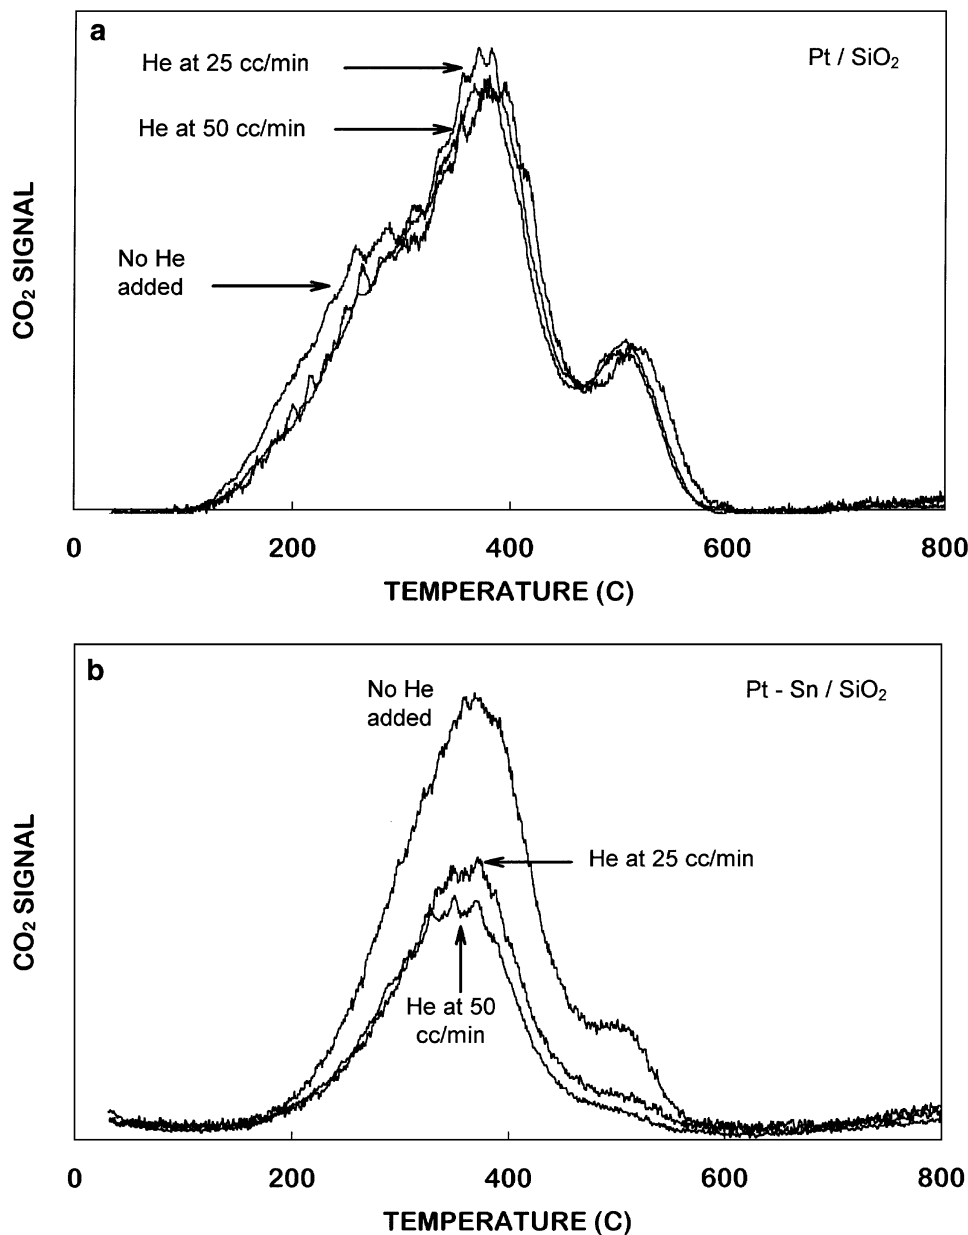 a
Pt / SiO₂
He at 25 cc/min
He at 50 cc/min
No He
added
CO₂ SIGNAL
0 200 400 600 800
TEMPERATURE (C)
b
No He
added
Pt - Sn / SiO₂
He at 25 cc/min
He at 50
cc/min
CO₂ SIGNAL
0 200 400 600 800
TEMPERATURE (C)